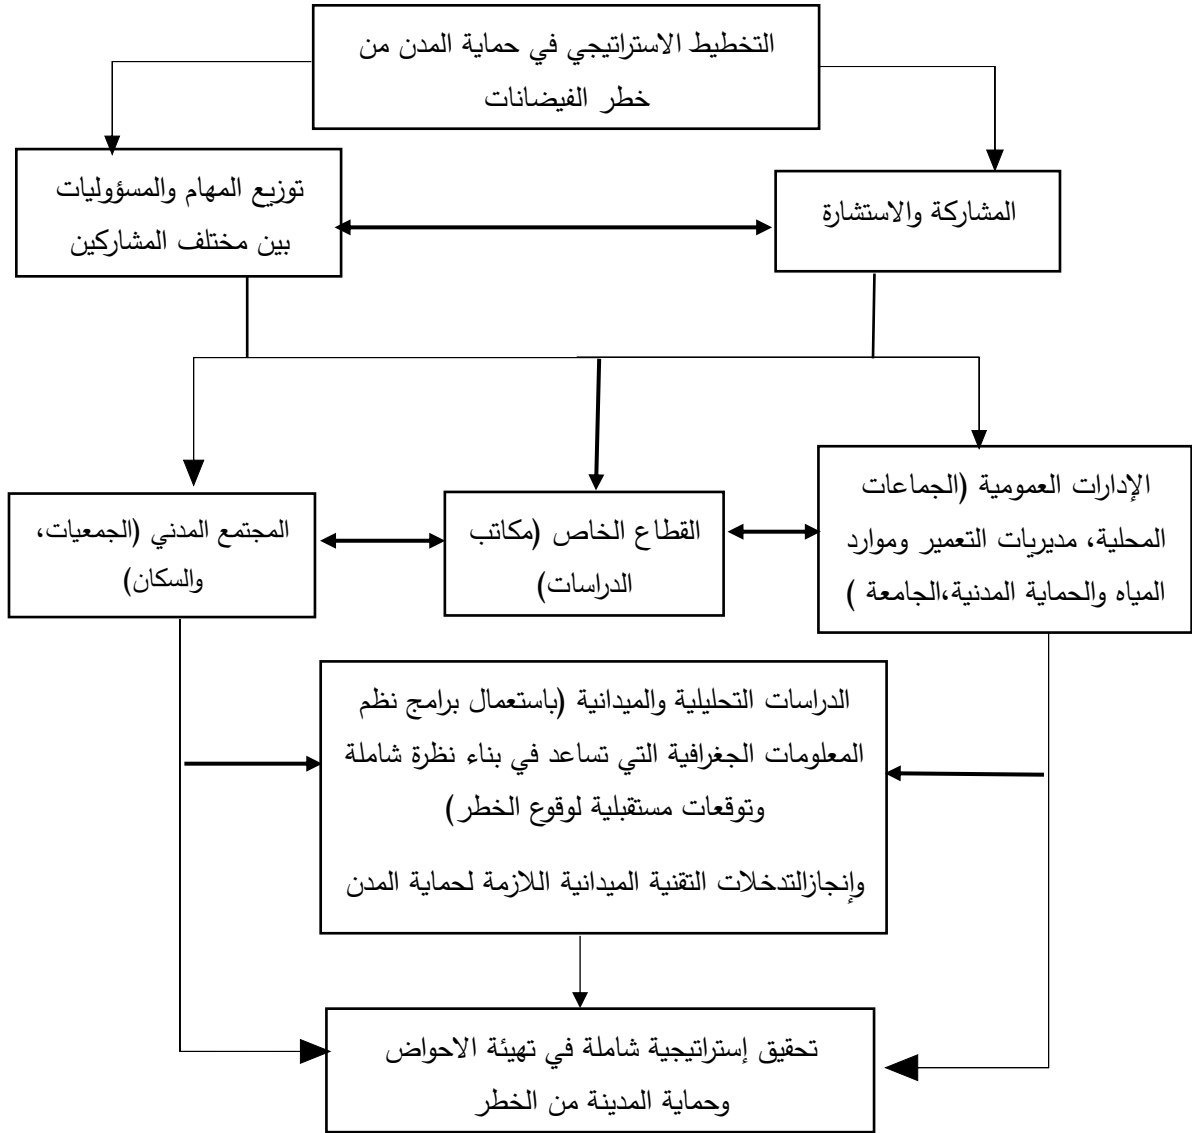 التخطيط الاستراتيجي في حماية المدن من
خطر الفيضانات
المشاركة والاستشارة
توزيع المهام والمسؤوليات
بين مختلف المشاركين
الإدارات العمومية (الجماعات
المحلية، مديريات التعمير وموارد
المياه والحماية المدنية،الجامعة )
القطاع الخاص (مكاتب
الدراسات)
المجتمع المدني (الجمعيات،
والسكان)
الدراسات التحليلية والميدانية (باستعمال برامج نظم
المعلومات الجغرافية التي تساعد في بناء نظرة شاملة
وتوقعات مستقبلية لوقوع الخطر)
وإنجازالتدخلات التقنية الميدانية اللازمة لحماية المدن
تحقيق إستراتيجية شاملة في تهيئة الاحواض
وحماية المدينة من الخطر